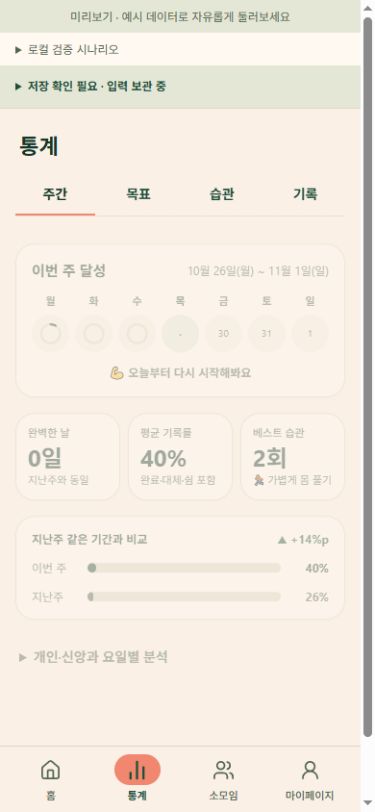 미리보기 · 예시 데이터로 자유롭게 둘러보세요
▶ 로컬 검증 시나리오
▶ 저장 확인 필요 · 입력 보관 중
통계
주간 목표 습관 기록
이번 주 달성 10월 26일(월) ~ 11월 1일(일)
월 화 수 목 금 토 일
· 30 31 1
💪 오늘부터 다시 시작해봐요
완벽한 날 평균 기록률 베스트 습관
0일 40% 2회
지난주와 동일 완료·대체·쉼 포함 가볍게 몸 풀기
지난주 같은 기간과 비교 ▲ +14%p
이번 주 40%
지난주 26%
▶ 개인·신앙과 요일별 분석
홈 통계 소모임 마이페이지